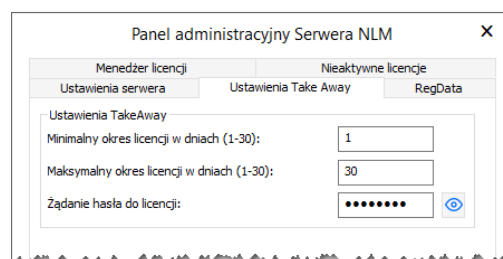 Panel administracyjny Serwera NLM
Menedżer licencji
Nieaktywne licencje
Ustawienia serwera
Ustawienia Take Away
RegData
Ustawienia TakeAway
Minimalny okres licencji w dniach (1-30):
1
Maksymalny okres licencji w dniach (1-30):
30
Żądanie hasła do licencji:
••••••••